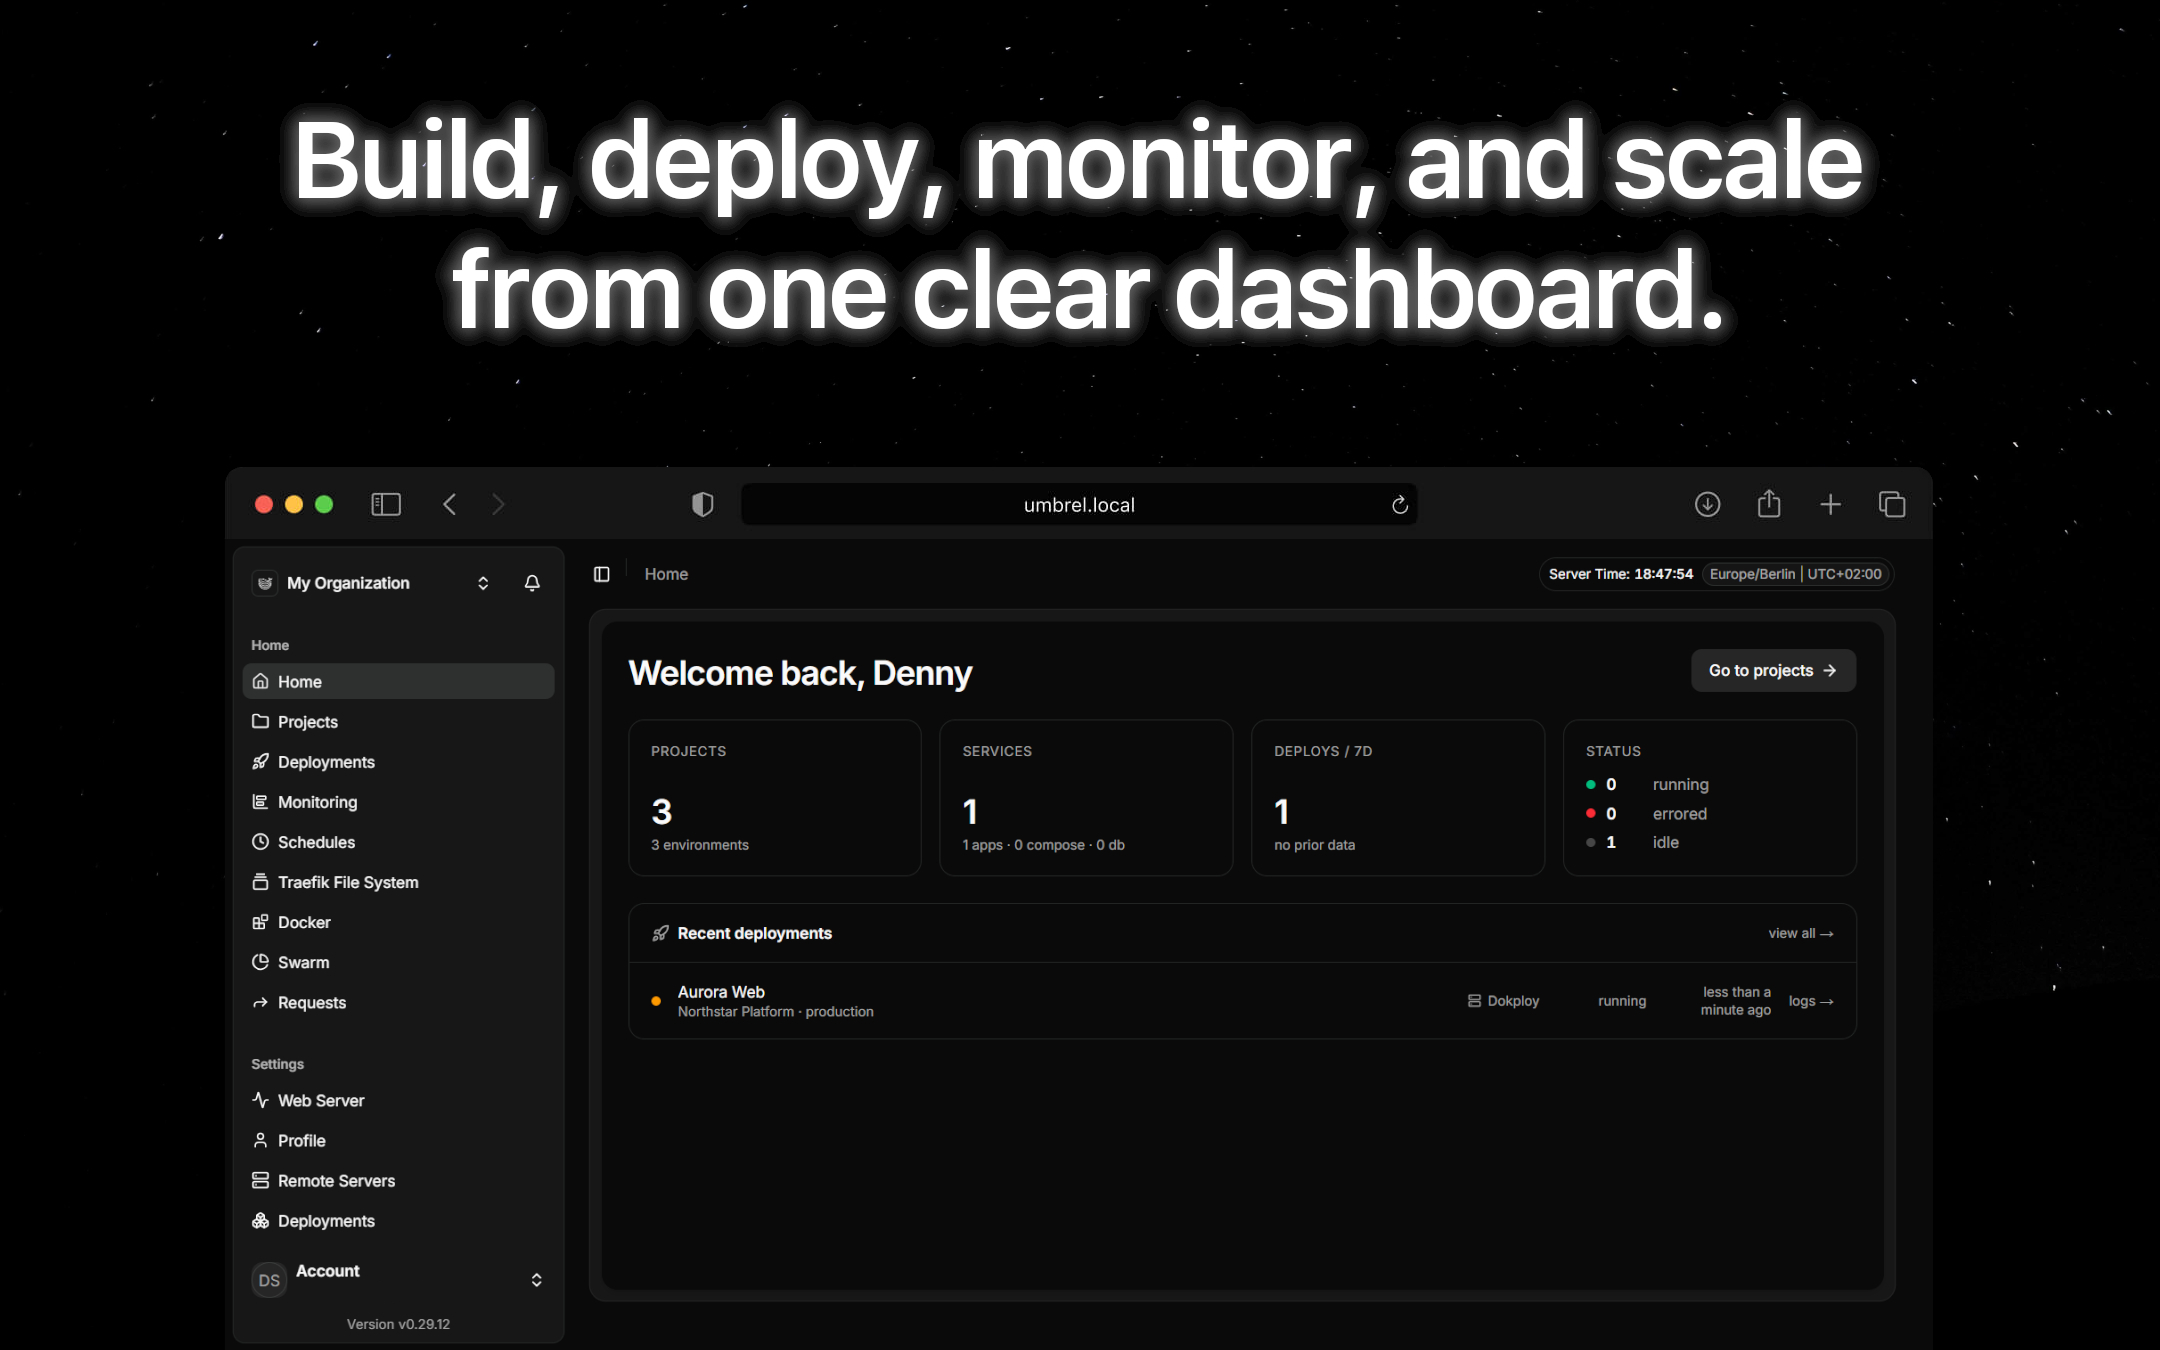 Build, deploy, monitor, and scale
from one clear dashboard.
umbrel.local
My Organization
Home
Server Time: 18:47:54
Europe/Berlin | UTC+02:00
Home
Home
Projects
Deployments
Monitoring
Schedules
Traefik File System
Docker
Swarm
Requests
Settings
Web Server
Profile
Remote Servers
Deployments
DS
Account
Version v0.29.12
Welcome back, Denny
Go to projects →
PROJECTS
3
3 environments
SERVICES
1
1 apps · 0 compose · 0 db
DEPLOYS / 7D
1
no prior data
STATUS
0 running
0 errored
1 idle
Recent deployments
view all →
Aurora Web
Northstar Platform · production
Dokploy
running
less than a
minute ago
logs →